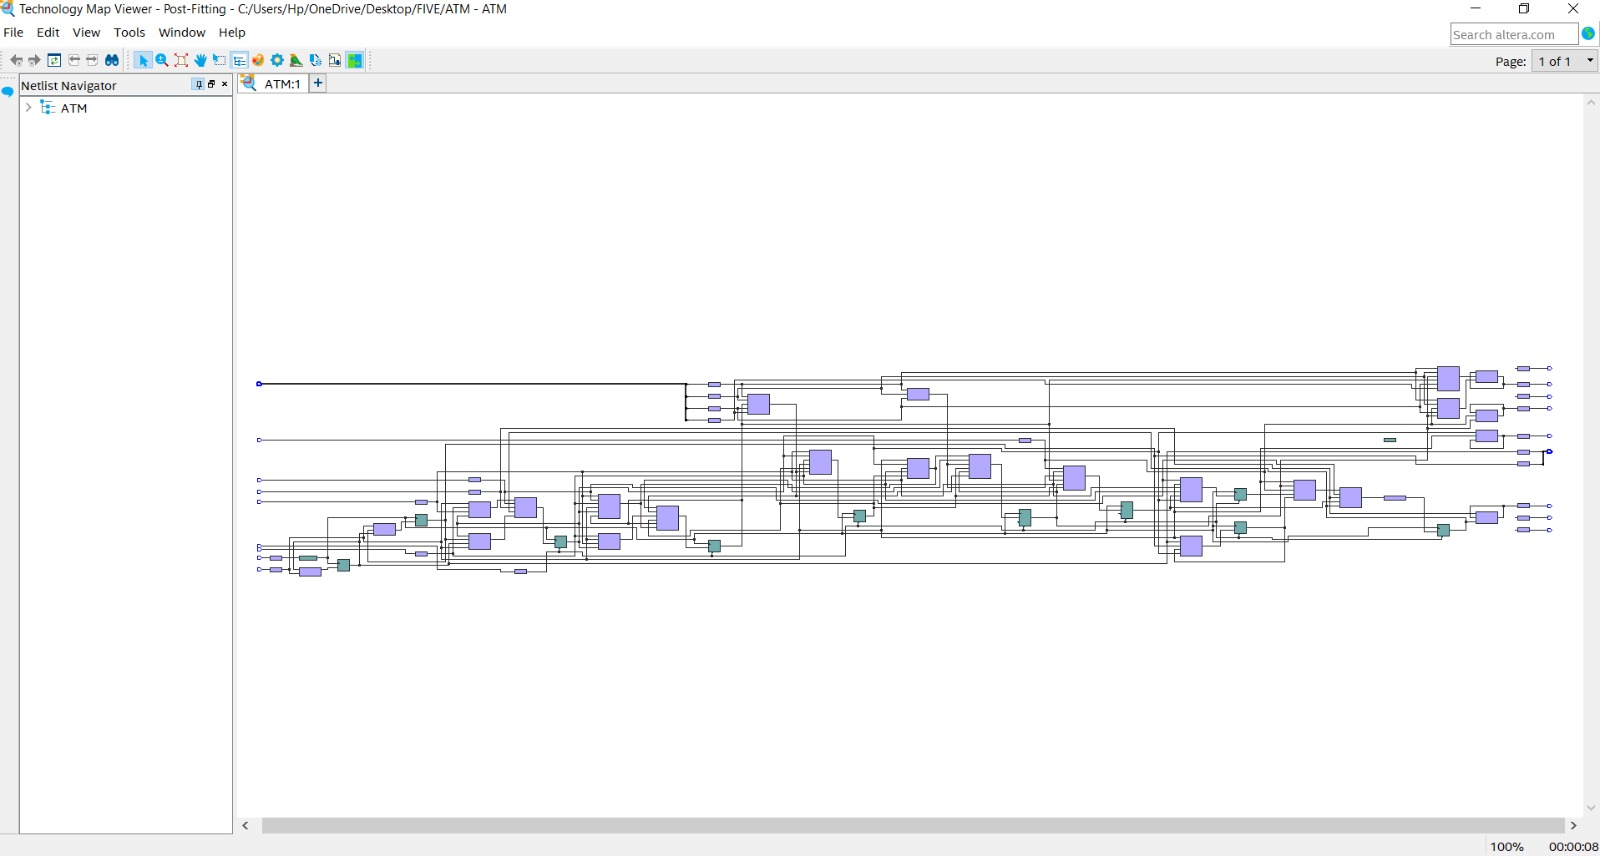 Technology Map Viewer - Post-Fitting - C:/Users/Hp/OneDrive/Desktop/FIVE/ATM - ATM
File Edit View Tools Window Help
Search altera.com
Page: 1 of 1
Netlist Navigator
ATM:1
ATM
100% 00:00:08